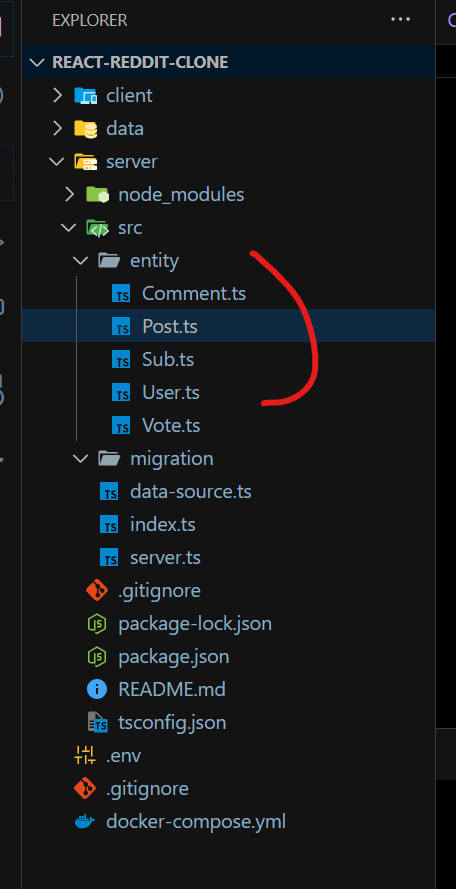 EXPLORER
REACT-REDDIT-CLONE
client
data
server
node_modules
src
entity
TS Comment.ts
TS Post.ts
TS Sub.ts
TS User.ts
TS Vote.ts
migration
TS data-source.ts
TS index.ts
TS server.ts
.gitignore
package-lock.json
package.json
README.md
TS tsconfig.json
.env
.gitignore
docker-compose.yml